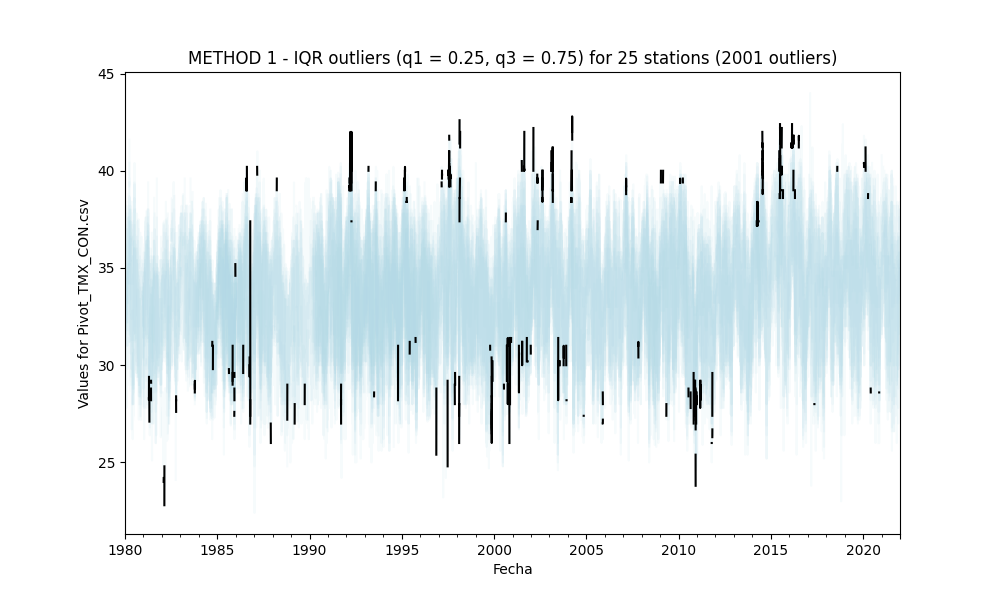 METHOD 1 - IQR outliers (q1 = 0.25, q3 = 0.75) for 25 stations (2001 outliers)
Values for Pivot_TMX_CON.csv
45
40
35
30
25
1980 1985 1990 1995 2000 2005 2010 2015 2020
Fecha